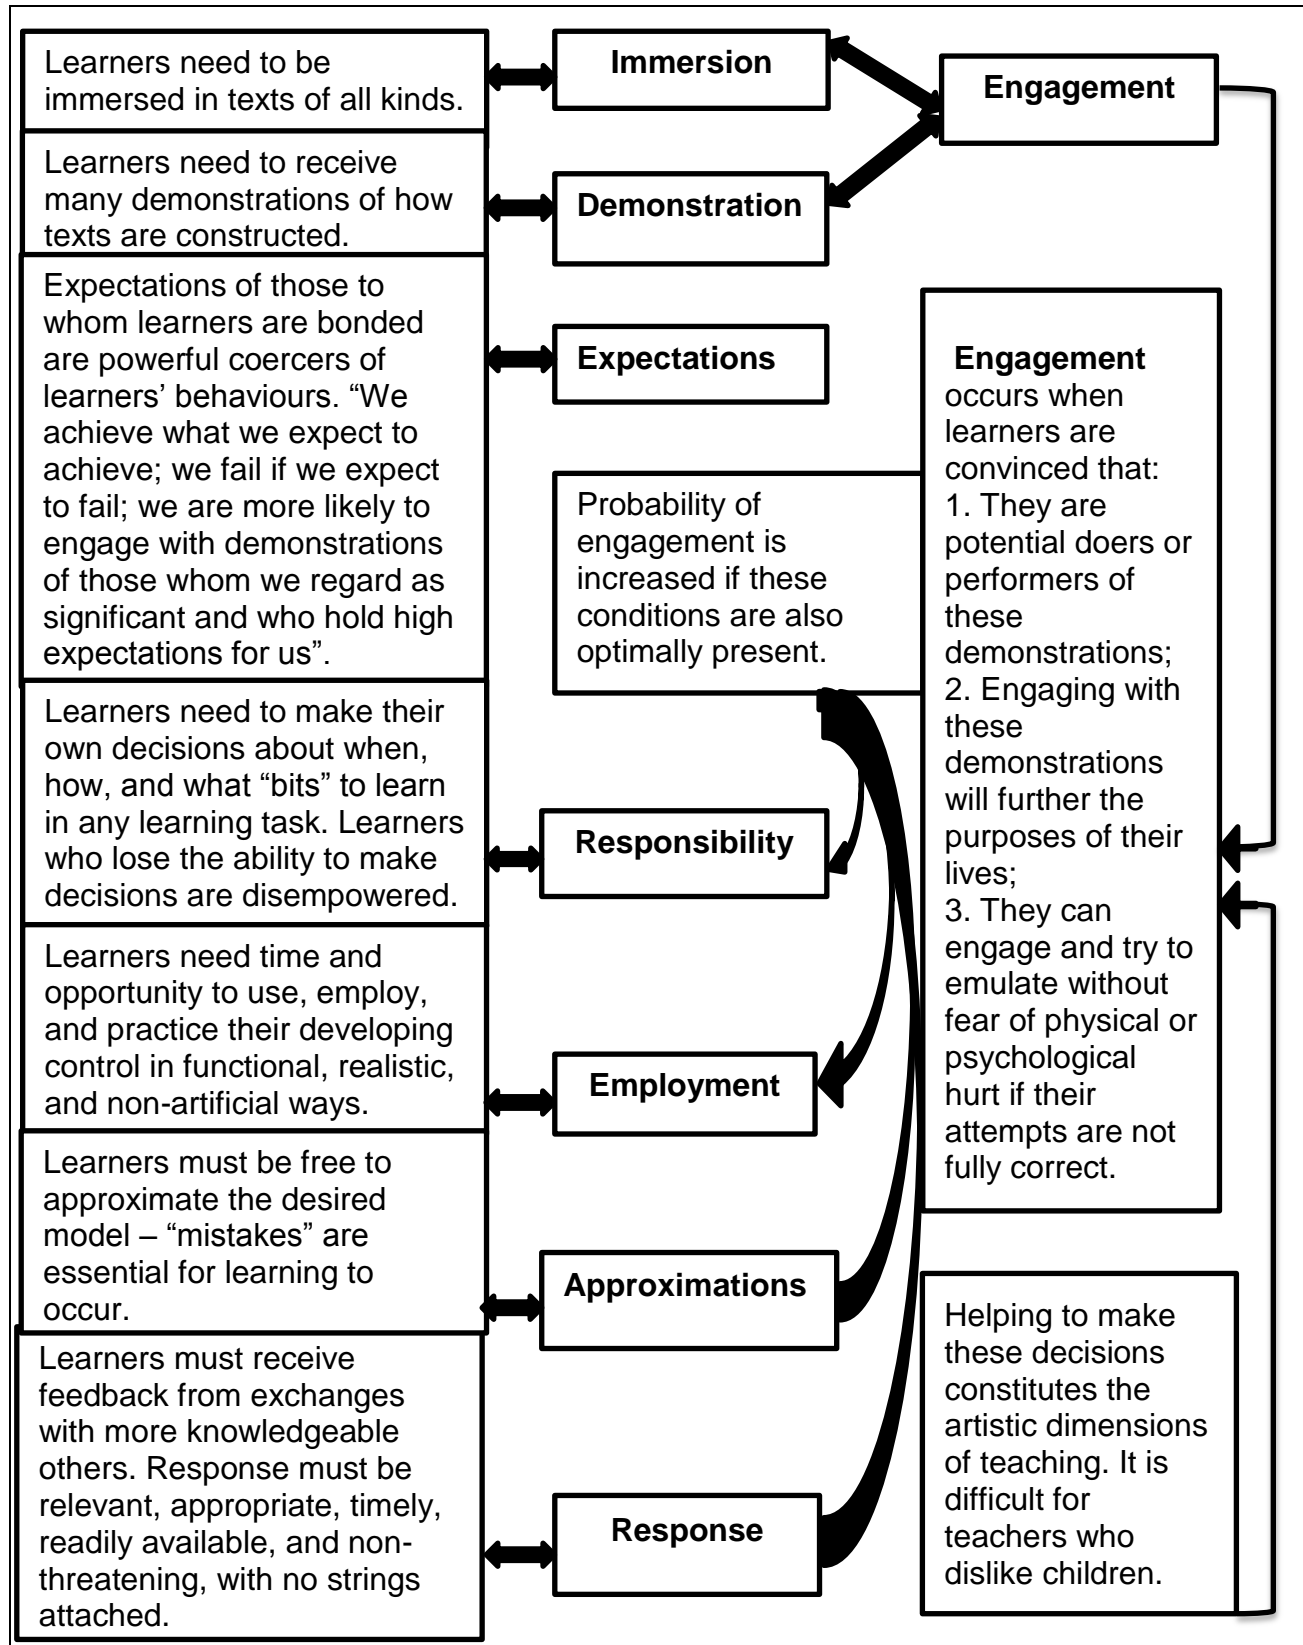 Learners need to be
immersed in texts of all kinds.
Immersion
Engagement
Learners need to receive
many demonstrations of how
texts are constructed.
Demonstration
Expectations of those to
whom learners are bonded
are powerful coercers of
learners’ behaviours. “We
achieve what we expect to
achieve; we fail if we expect
to fail; we are more likely to
engage with demonstrations
of those whom we regard as
significant and who hold high
expectations for us”.
Expectations
Probability of
engagement is
increased if these
conditions are also
optimally present.
Engagement
occurs when
learners are
convinced that:
1. They are
potential doers or
performers of
these
demonstrations;
2. Engaging with
these
demonstrations
will further the
purposes of their
lives;
3. They can
engage and try to
emulate without
fear of physical or
psychological
hurt if their
attempts are not
fully correct.
Learners need to make their
own decisions about when,
how, and what “bits” to learn
in any learning task. Learners
who lose the ability to make
decisions are disempowered.
Responsibility
Learners need time and
opportunity to use, employ,
and practice their developing
control in functional, realistic,
and non-artificial ways.
Employment
Learners must be free to
approximate the desired
model – “mistakes” are
essential for learning to
occur.
Approximations
Learners must receive
feedback from exchanges
with more knowledgeable
others. Response must be
relevant, appropriate, timely,
readily available, and non-
threatening, with no strings
attached.
Response
Helping to make
these decisions
constitutes the
artistic dimensions
of teaching. It is
difficult for
teachers who
dislike children.